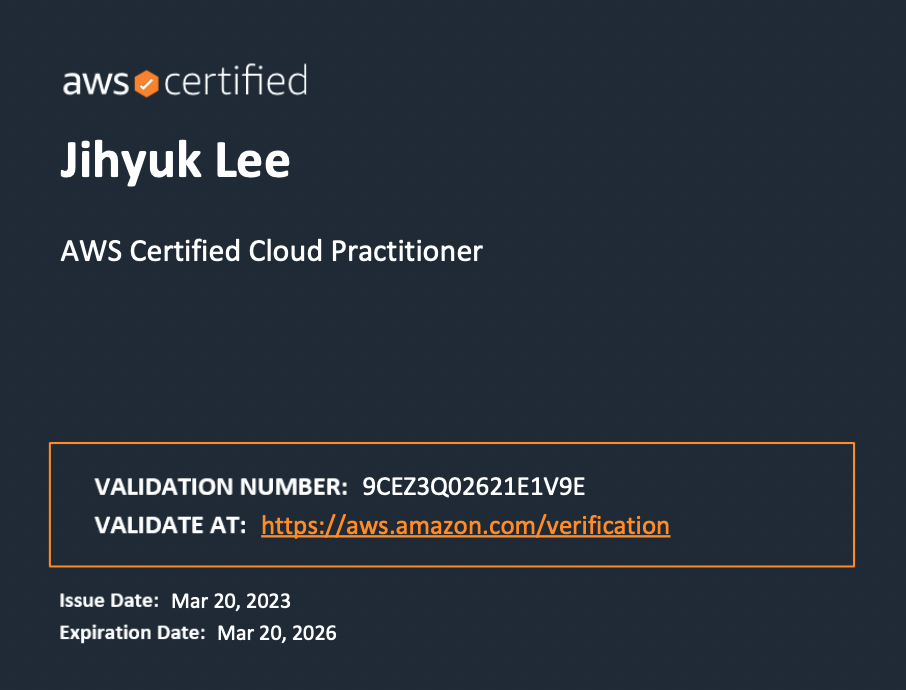 aws certified
Jihyuk Lee
AWS Certified Cloud Practitioner
VALIDATION NUMBER: 9CEZ3Q02621E1V9E
VALIDATE AT: https://aws.amazon.com/verification
Issue Date: Mar 20, 2023
Expiration Date: Mar 20, 2026